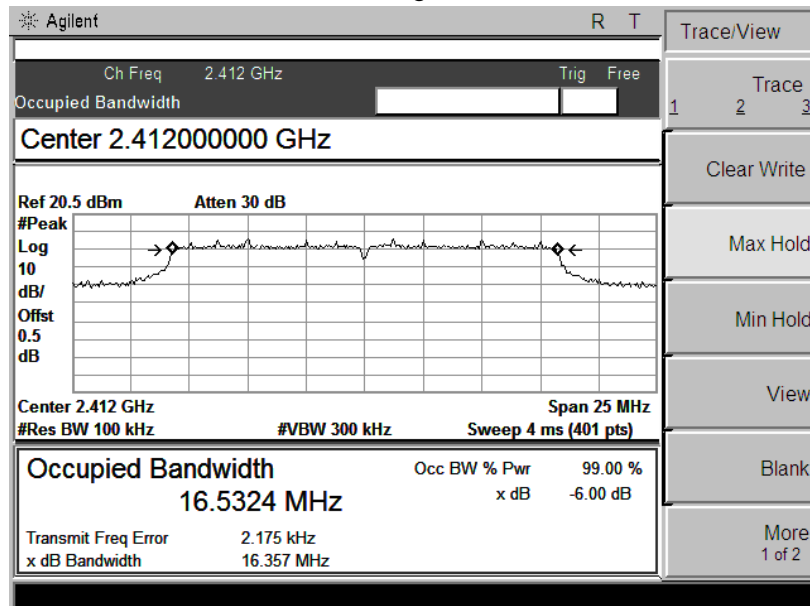 Agilent R T
Trace/View
Ch Freq 2.412 GHz Trig Free
Occupied Bandwidth
Trace
1 2 3
Center 2.412000000 GHz
Clear Write
Ref 20.5 dBm Atten 30 dB
#Peak
Log
10
dB/
Offst
0.5
dB
Max Hold
Min Hold
Center 2.412 GHz Span 25 MHz
#Res BW 100 kHz #VBW 300 kHz Sweep 4 ms (401 pts)
View
Occupied Bandwidth Occ BW % Pwr 99.00 %
16.5324 MHz x dB -6.00 dB
Blank
Transmit Freq Error 2.175 kHz
x dB Bandwidth 16.357 MHz
More
1 of 2